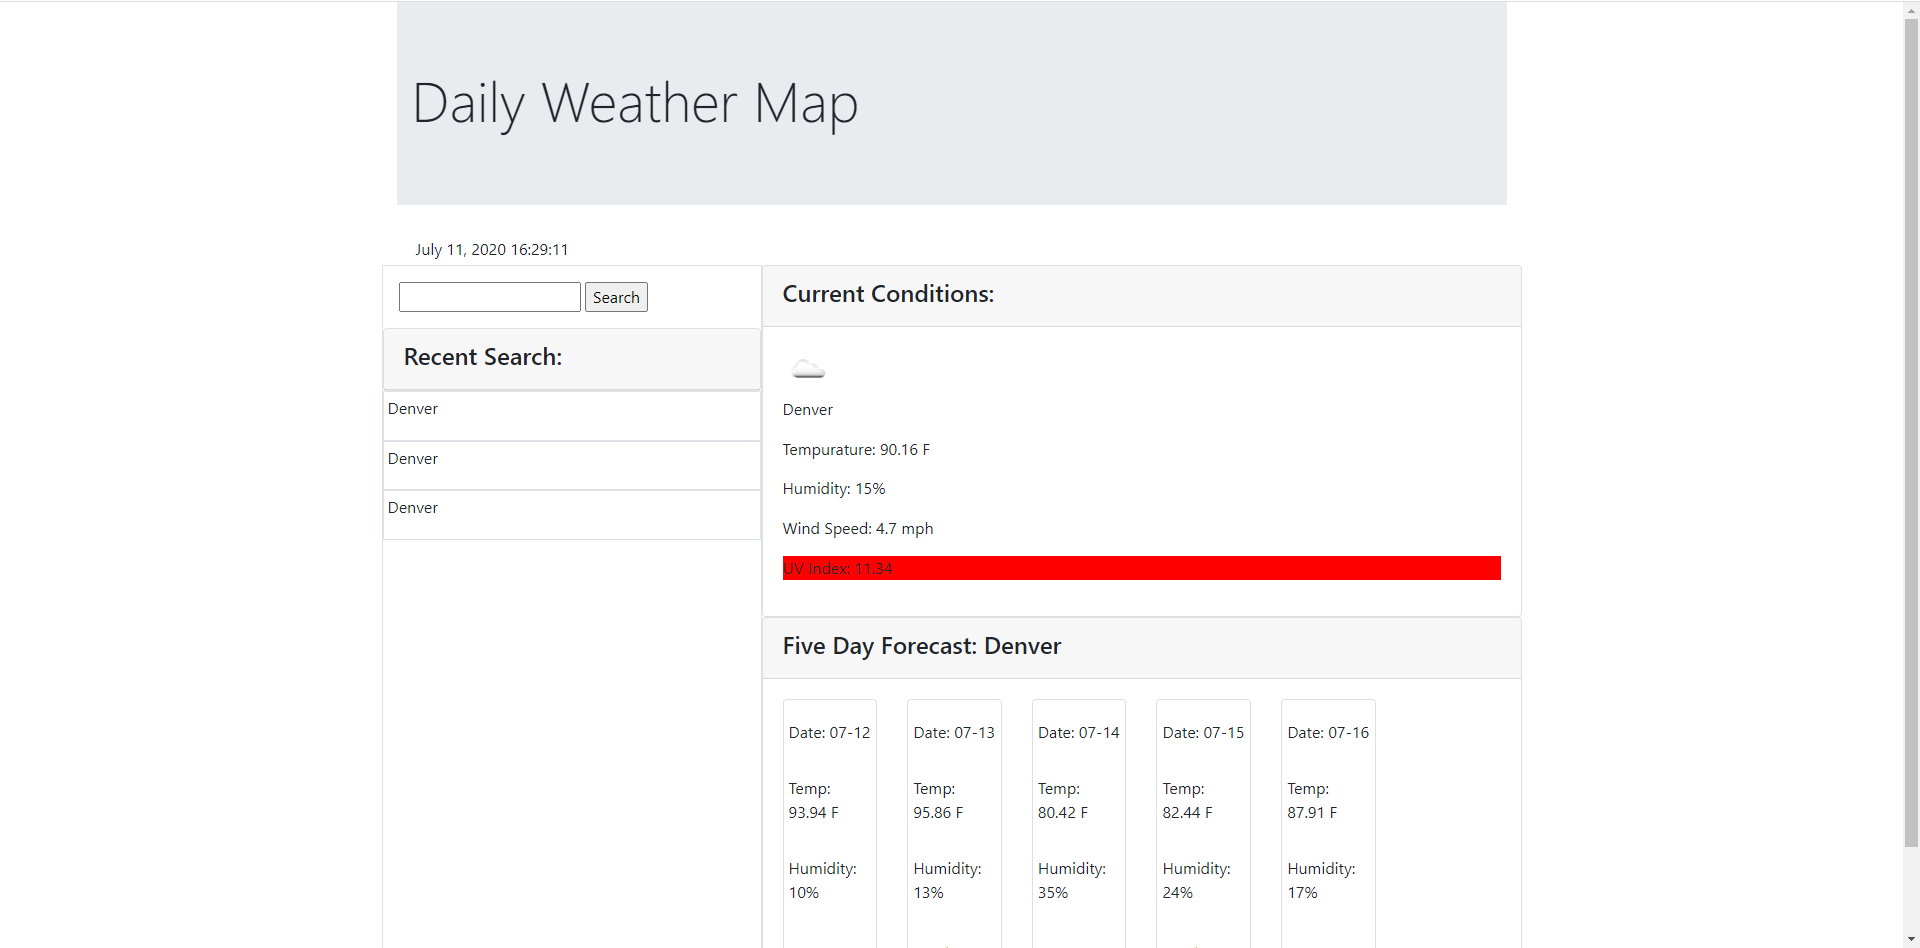 Daily Weather Map
July 11, 2020 16:29:11
Search
Recent Search:
Denver
Denver
Denver
Current Conditions:
Denver
Tempurature: 90.16 F
Humidity: 15%
Wind Speed: 4.7 mph
UV Index: 11.34
Five Day Forecast: Denver
Date: 07-12
Temp:
93.94 F
Humidity:
10%
Date: 07-13
Temp:
95.86 F
Humidity:
13%
Date: 07-14
Temp:
80.42 F
Humidity:
35%
Date: 07-15
Temp:
82.44 F
Humidity:
24%
Date: 07-16
Temp:
87.91 F
Humidity:
17%